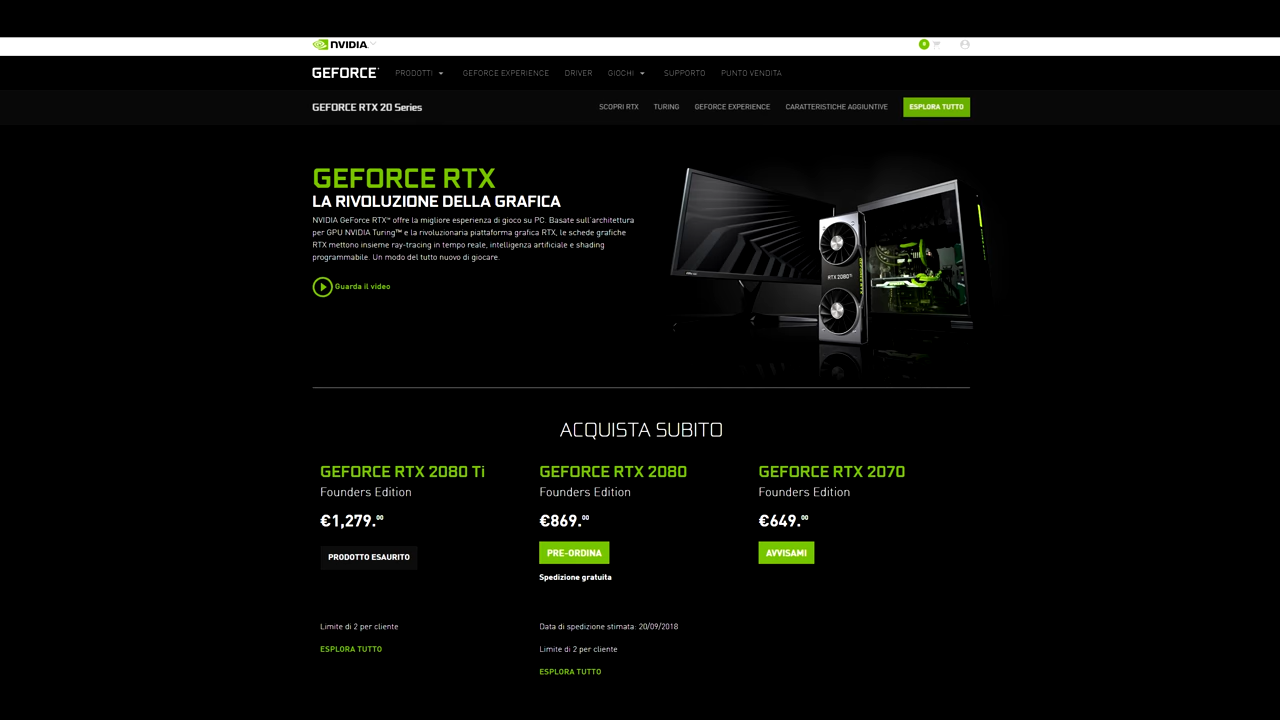 NVIDIA.
GEFORCE
PRODOTTI
GEFORCE EXPERIENCE
DRIVER
GIOCHI
SUPPORTO
PUNTO VENDITA
GEFORCE RTX 20 Series
SCOPRI RTX
TURING
GEFORCE EXPERIENCE
CARATTERISTICHE AGGIUNTIVE
ESPLORA TUTTO
GEFORCE RTX
LA RIVOLUZIONE DELLA GRAFICA
NVIDIA GeForce RTX™ offre la migliore esperienza di gioco su PC. Basate sull'architettura
per GPU NVIDIA Turing™ e la rivoluzionaria piattaforma grafica RTX, le schede grafiche
RTX mettono insieme ray-tracing in tempo reale, intelligenza artificiale e shading
programmabile. Un modo del tutto nuovo di giocare.
Guarda il video
RTX 2080Ti
ACQUISTA SUBITO
GEFORCE RTX 2080 Ti
Founders Edition
€1,279.00
PRODOTTO ESAURITO
Limite di 2 per cliente
ESPLORA TUTTO
GEFORCE RTX 2080
Founders Edition
€869.00
PRE-ORDINA
Spedizione gratuita
Data di spedizione stimata: 20/09/2018
Limite di 2 per cliente
ESPLORA TUTTO
GEFORCE RTX 2070
Founders Edition
€649.00
AVVISAMI